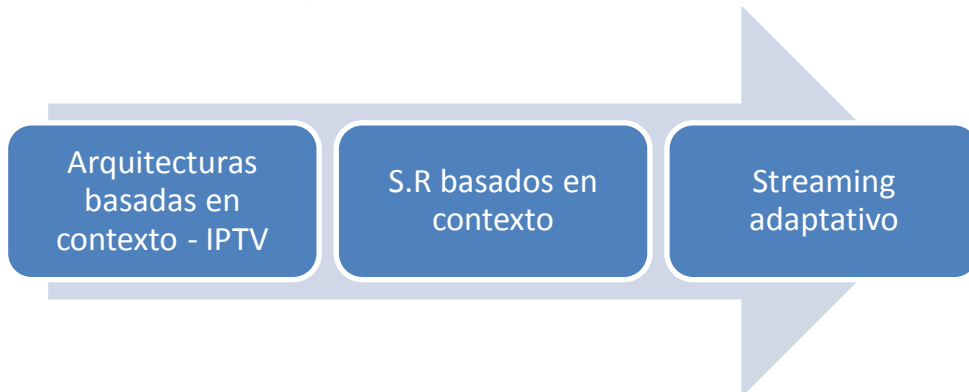 Arquitecturas
basadas en
contexto - IPTV
S.R basados en
contexto
Streaming
adaptativo